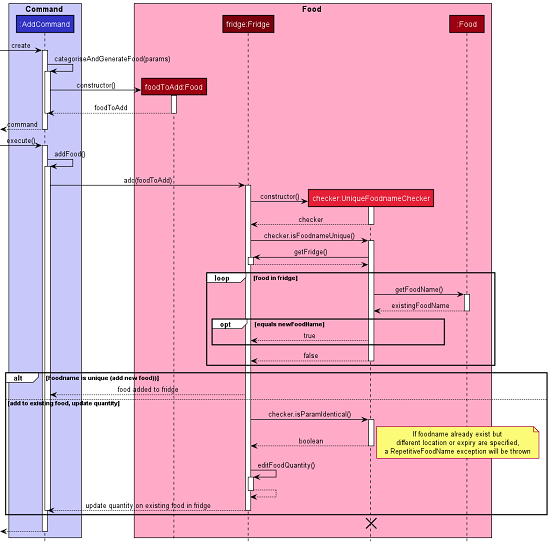 Command
Food
:AddCommand
fridge:Fridge
:Food
create
categoriseAndGenerateFood(params)
constructor()
foodToAdd:Food
foodToAdd
command
execute()
addFood()
add(foodToAdd)
constructor()
checker:UniqueFoodnameChecker
checker
checker.isFoodnameUnique()
getFridge()
loop
[food in fridge]
getFoodName()
existingFoodName
opt
[equals newFoodName]
true
false
alt
[Foodname is unique (add new food)]
food added to fridge
[add to existing food, update quantity]
checker.isParamIdentical()
If foodname already exist but
different location or expiry are specified,
a RepetitiveFoodName exception will be thrown
boolean
editFoodQuantity()
update quantity on existing food in fridge